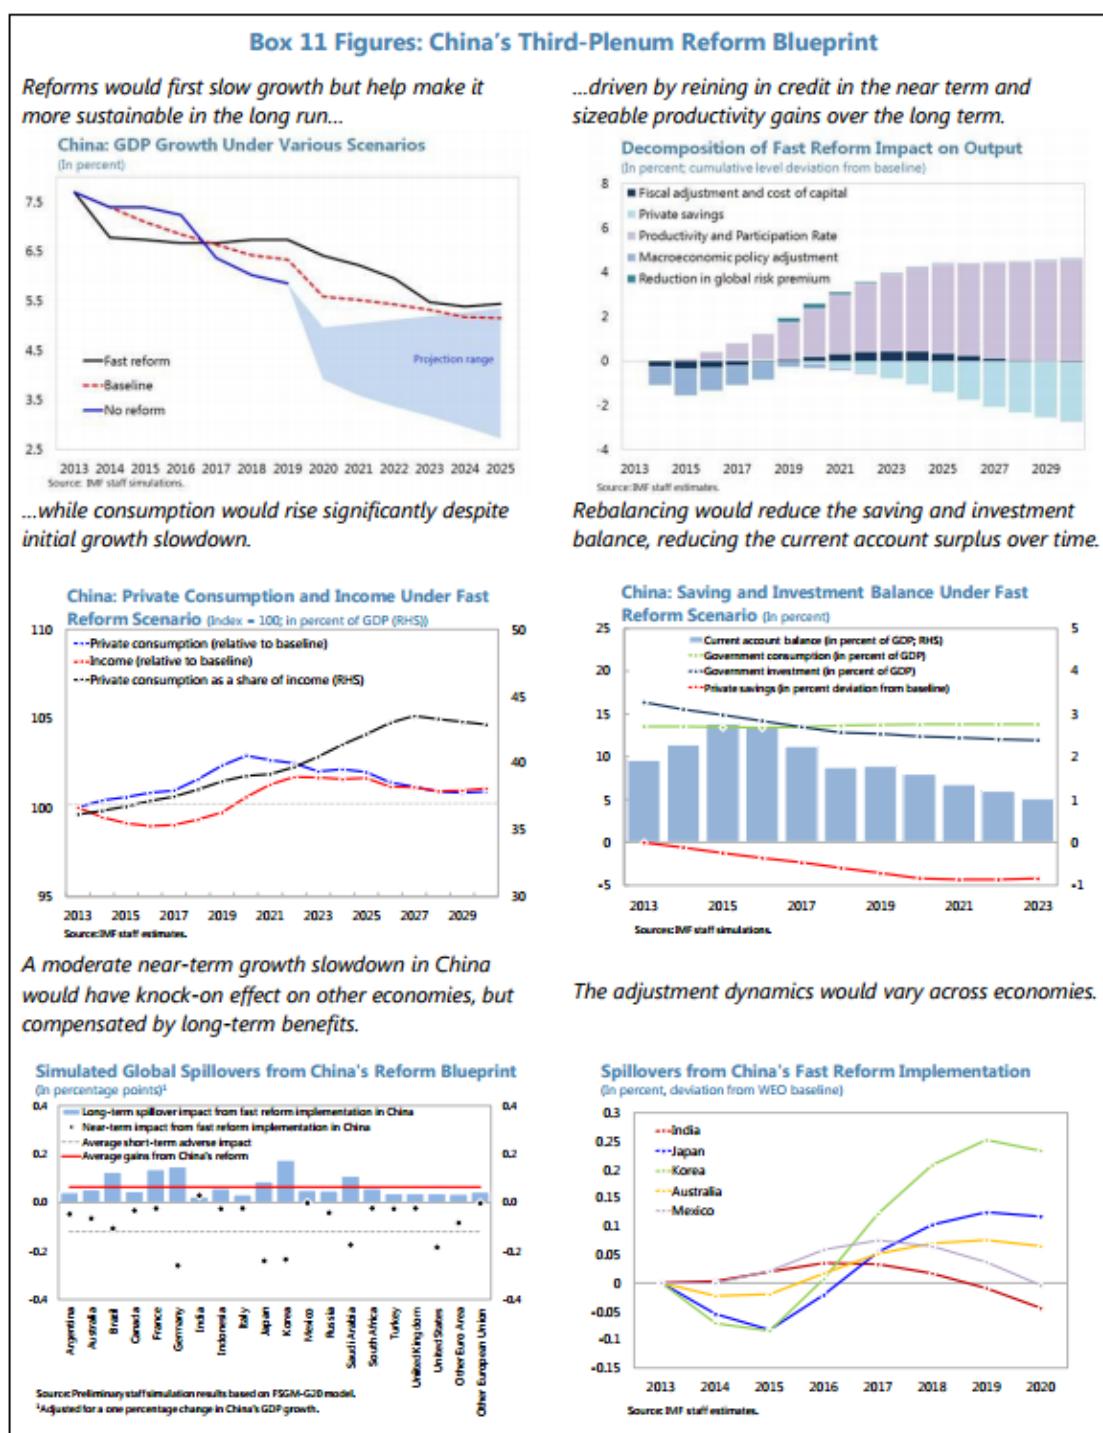 Box 11 Figures: China's Third-Plenum Reform Blueprint
Reforms would first slow growth but help make it
more sustainable in the long run...
China: GDP Growth Under Various Scenarios
(In percent)
7.5
6.5
5.5
4.5
3.5
2.5
Projection range
Fast reform
Baseline
No reform
2013 2014 2015 2016 2017 2018 2019 2020 2021 2022 2023 2024 2025
Source: IMF staff simulations.
...driven by reining in credit in the near term and
sizeable productivity gains over the long term.
Decomposition of Fast Reform Impact on Output
(In percent; cumulative level deviation from baseline)
8
6
4
2
0
-2
-4
Fiscal adjustment and cost of capital
Private savings
Productivity and Participation Rate
Macroeconomic policy adjustment
Reduction in global risk premium
2013 2015 2017 2019 2021 2023 2025 2027 2029
Source: IMF staff estimates.
...while consumption would rise significantly despite
initial growth slowdown.
China: Private Consumption and Income Under Fast
Reform Scenario (Index = 100; in percent of GDP (RHS))
110
105
100
95
50
45
40
35
30
Private consumption (relative to baseline)
Income (relative to baseline)
Private consumption as a share of income (RHS)
2013 2015 2017 2019 2021 2023 2025 2027 2029
Source: IMF staff estimates.
Rebalancing would reduce the saving and investment
balance, reducing the current account surplus over time.
China: Saving and Investment Balance Under Fast
Reform Scenario (In percent)
25
20
15
10
5
0
-5
5
4
3
2
1
0
-1
Current account balance (in percent of GDP; RHS)
Government consumption (in percent of GDP)
Government investment (in percent of GDP)
Private savings (in percent deviation from baseline)
2013 2015 2017 2019 2021 2023
Sources: IMF staff simulations.
A moderate near-term growth slowdown in China
would have knock-on effect on other economies, but
compensated by long-term benefits.
Simulated Global Spillovers from China's Reform Blueprint
(In percentage points)¹
0.4
0.2
0.0
-0.2
-0.4
0.4
0.2
0.0
-0.2
-0.4
Long-term spillover impact from fast reform implementation in China
Near-term impact from fast reform implementation in China
Average short-term adverse impact
Average gains from China's reform
Argentina
Australia
Brazil
Canada
France
Germany
India
Indonesia
Italy
Japan
Korea
Mexico
Russia
Saudi Arabia
South Africa
Turkey
United Kingdom
United States
Other Euro Area
Other European Union
Source: Preliminary staff simulation results based on FSGM-G20 model.
¹Adjusted for a one percentage change in China's GDP growth.
The adjustment dynamics would vary across economies.
Spillovers from China's Fast Reform Implementation
(In percent, deviation from WEO baseline)
0.3
0.25
0.2
0.15
0.1
0.05
0
-0.05
-0.1
-0.15
India
Japan
Korea
Australia
Mexico
2013 2014 2015 2016 2017 2018 2019 2020
Source: IMF staff estimates.